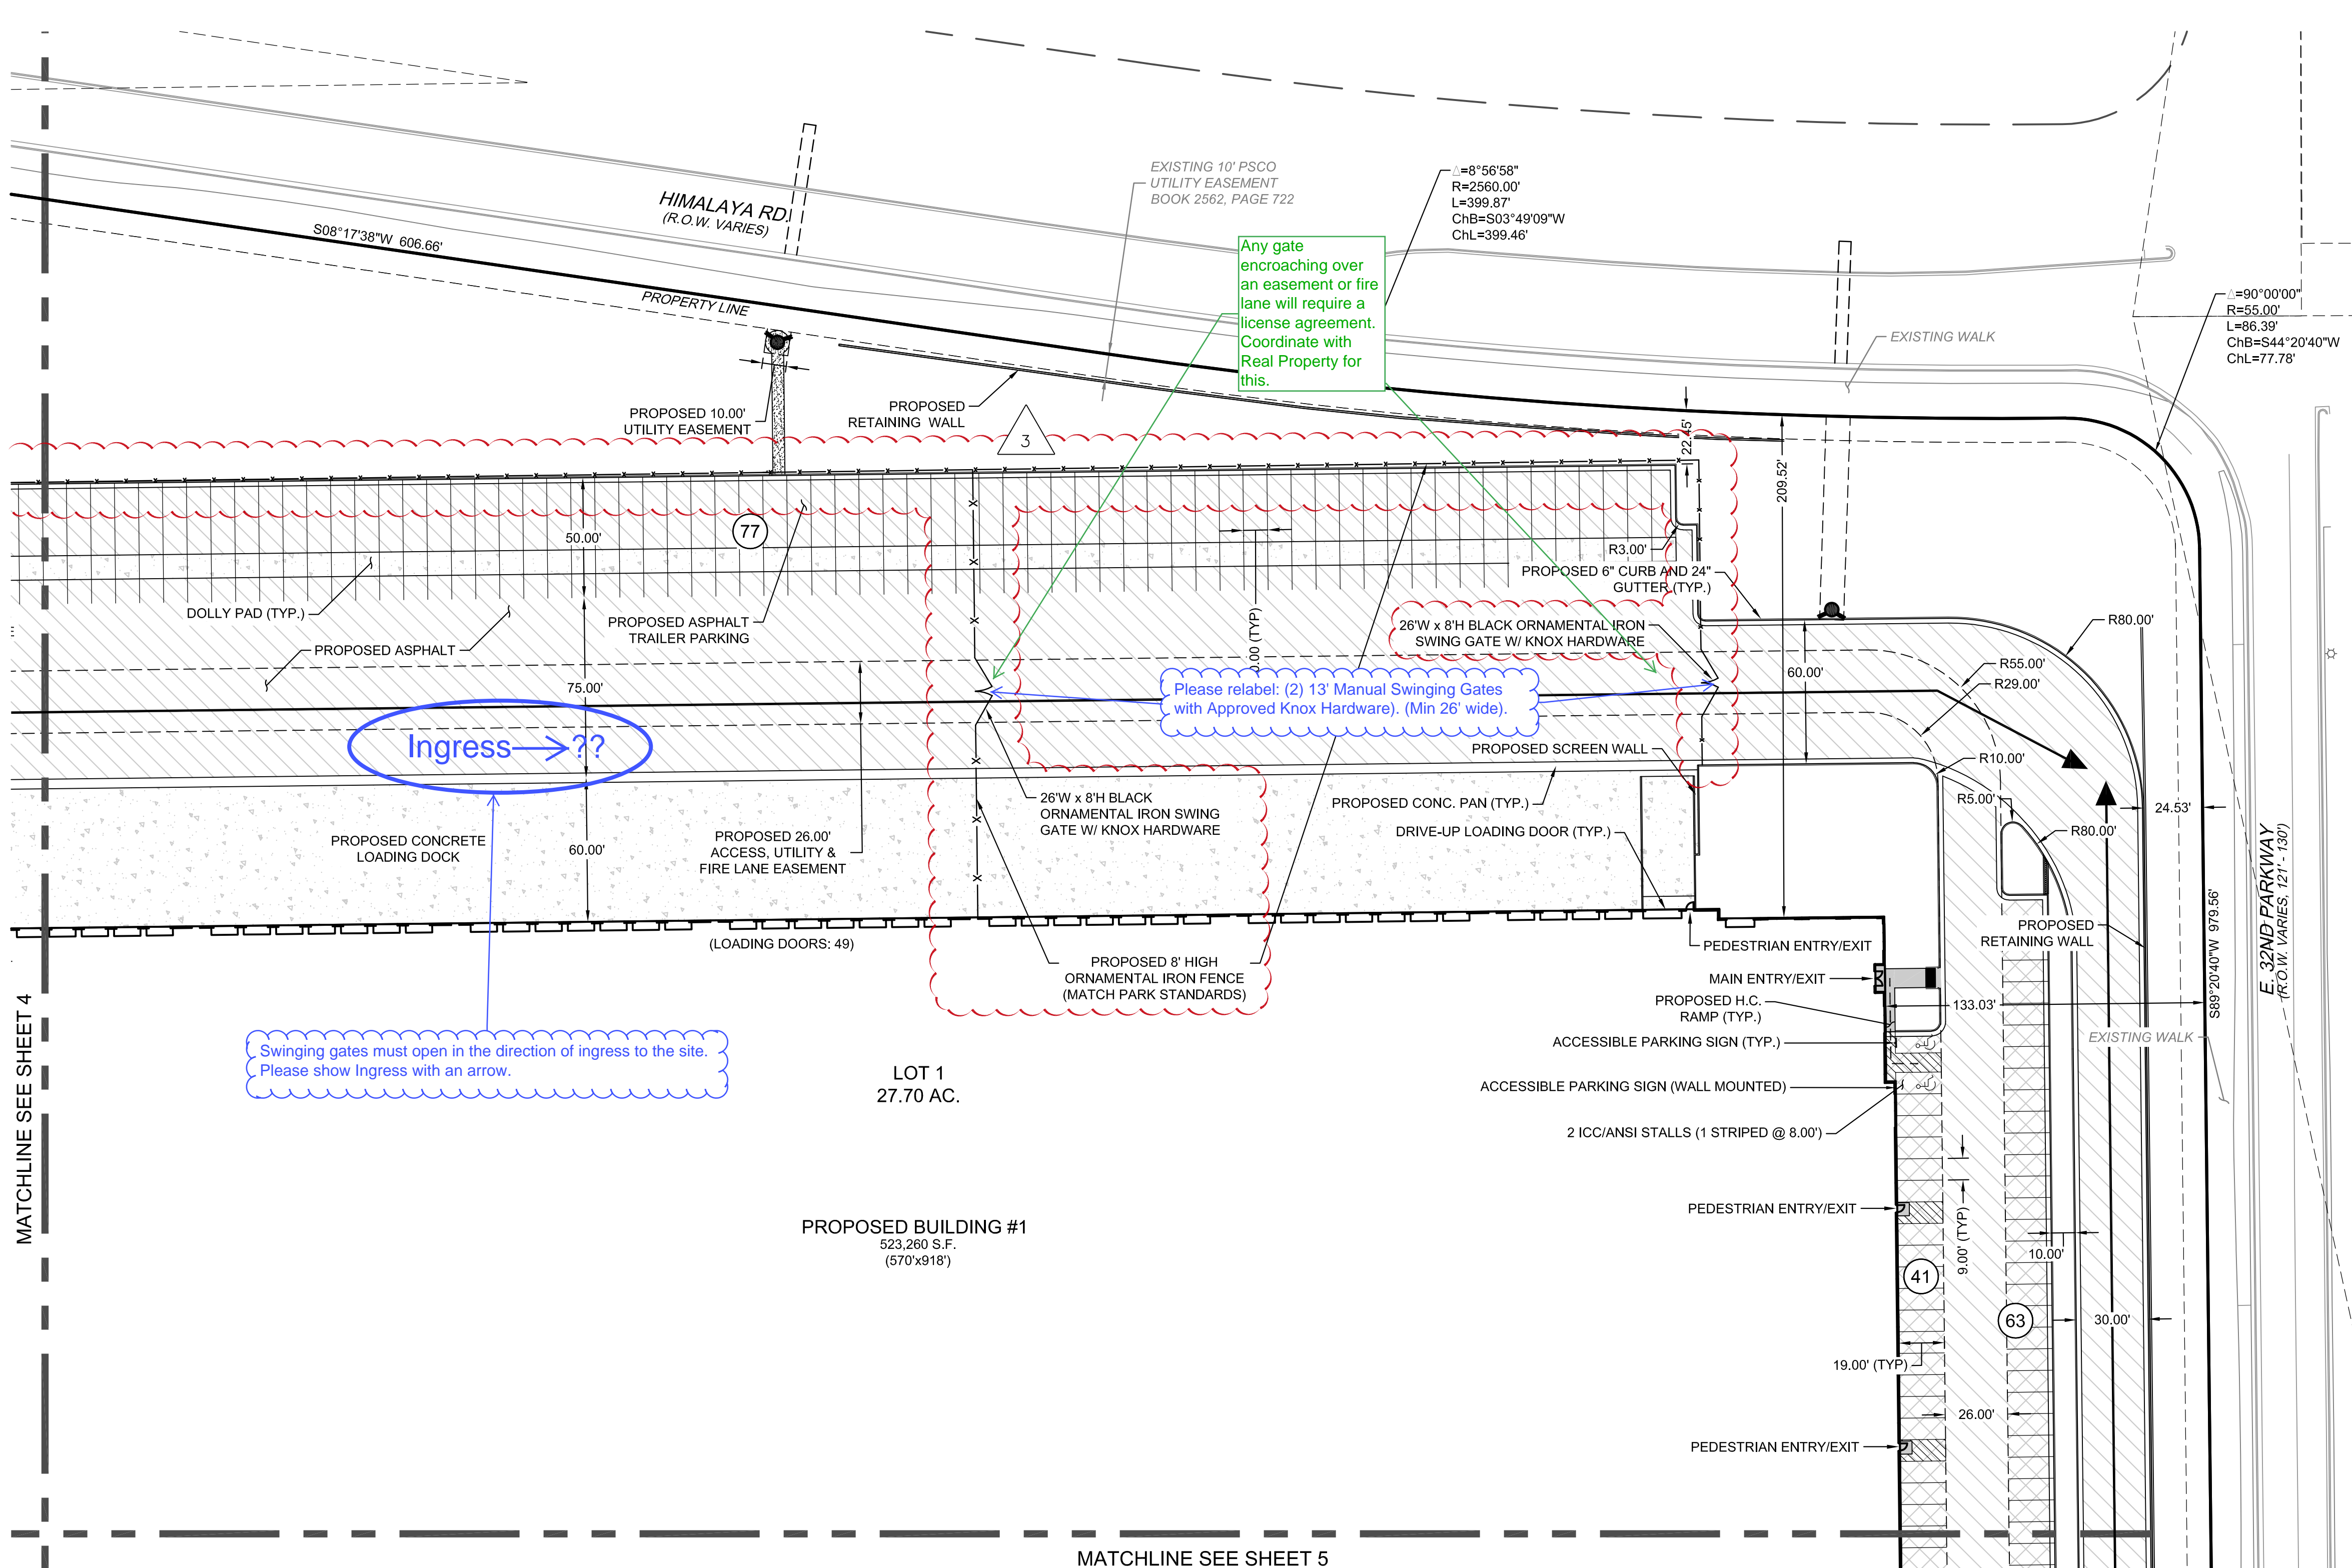 EXISTING 10' PSCO
UTILITY EASEMENT
BOOK 2562, PAGE 722
△=8°56'58"
R=2560.00'
L=399.87'
ChB=S03°49'09"W
ChL=399.46'
HIMALAYA RD.
(R.O.W. VARIES)
S08°17'38"W 606.66'
PROPERTY LINE
Any gate
encroaching over
an easement or fire
lane will require a
license agreement.
Coordinate with
Real Property for
this.
△=90°00'00"
R=55.00'
L=86.39'
ChB=S44°20'40"W
ChL=77.78'
EXISTING WALK
PROPOSED 10.00'
UTILITY EASEMENT
PROPOSED
RETAINING WALL
3
22.45'
209.52'
77
50.00'
R3.00'
PROPOSED 6" CURB AND 24"
GUTTER (TYP.)
DOLLY PAD (TYP.)
PROPOSED ASPHALT
TRAILER PARKING
PROPOSED ASPHALT
0.00 (TYP)
26'W x 8'H BLACK ORNAMENTAL IRON
SWING GATE W/ KNOX HARDWARE
R80.00'
R55.00'
R29.00'
60.00'
75.00'
Please relabel: (2) 13' Manual Swinging Gates
with Approved Knox Hardware). (Min 26' wide).
Ingress
??
PROPOSED SCREEN WALL
R10.00'
R5.00'
24.53'
R80.00'
26'W x 8'H BLACK
ORNAMENTAL IRON SWING
GATE W/ KNOX HARDWARE
PROPOSED CONC. PAN (TYP.)
DRIVE-UP LOADING DOOR (TYP.)
PROPOSED CONCRETE
LOADING DOCK
60.00'
PROPOSED 26.00'
ACCESS, UTILITY &
FIRE LANE EASEMENT
E. 32ND PARKWAY
(R.O.W. VARIES, 121' - 130')
S89°20'40"W 979.56'
(LOADING DOORS: 49)
PROPOSED
RETAINING WALL
PEDESTRIAN ENTRY/EXIT
PROPOSED 8' HIGH
ORNAMENTAL IRON FENCE
(MATCH PARK STANDARDS)
MAIN ENTRY/EXIT
PROPOSED H.C.
RAMP (TYP.)
133.03'
ACCESSIBLE PARKING SIGN (TYP.)
EXISTING WALK
Swinging gates must open in the direction of ingress to the site.
Please show Ingress with an arrow.
LOT 1
27.70 AC.
ACCESSIBLE PARKING SIGN (WALL MOUNTED)
2 ICC/ANSI STALLS (1 STRIPED @ 8.00')
MATCHLINE SEE SHEET 4
PROPOSED BUILDING #1
523,260 S.F.
(570'x918')
PEDESTRIAN ENTRY/EXIT
9.00' (TYP)
10.00'
41
63
30.00'
19.00' (TYP)
26.00'
PEDESTRIAN ENTRY/EXIT
MATCHLINE SEE SHEET 5